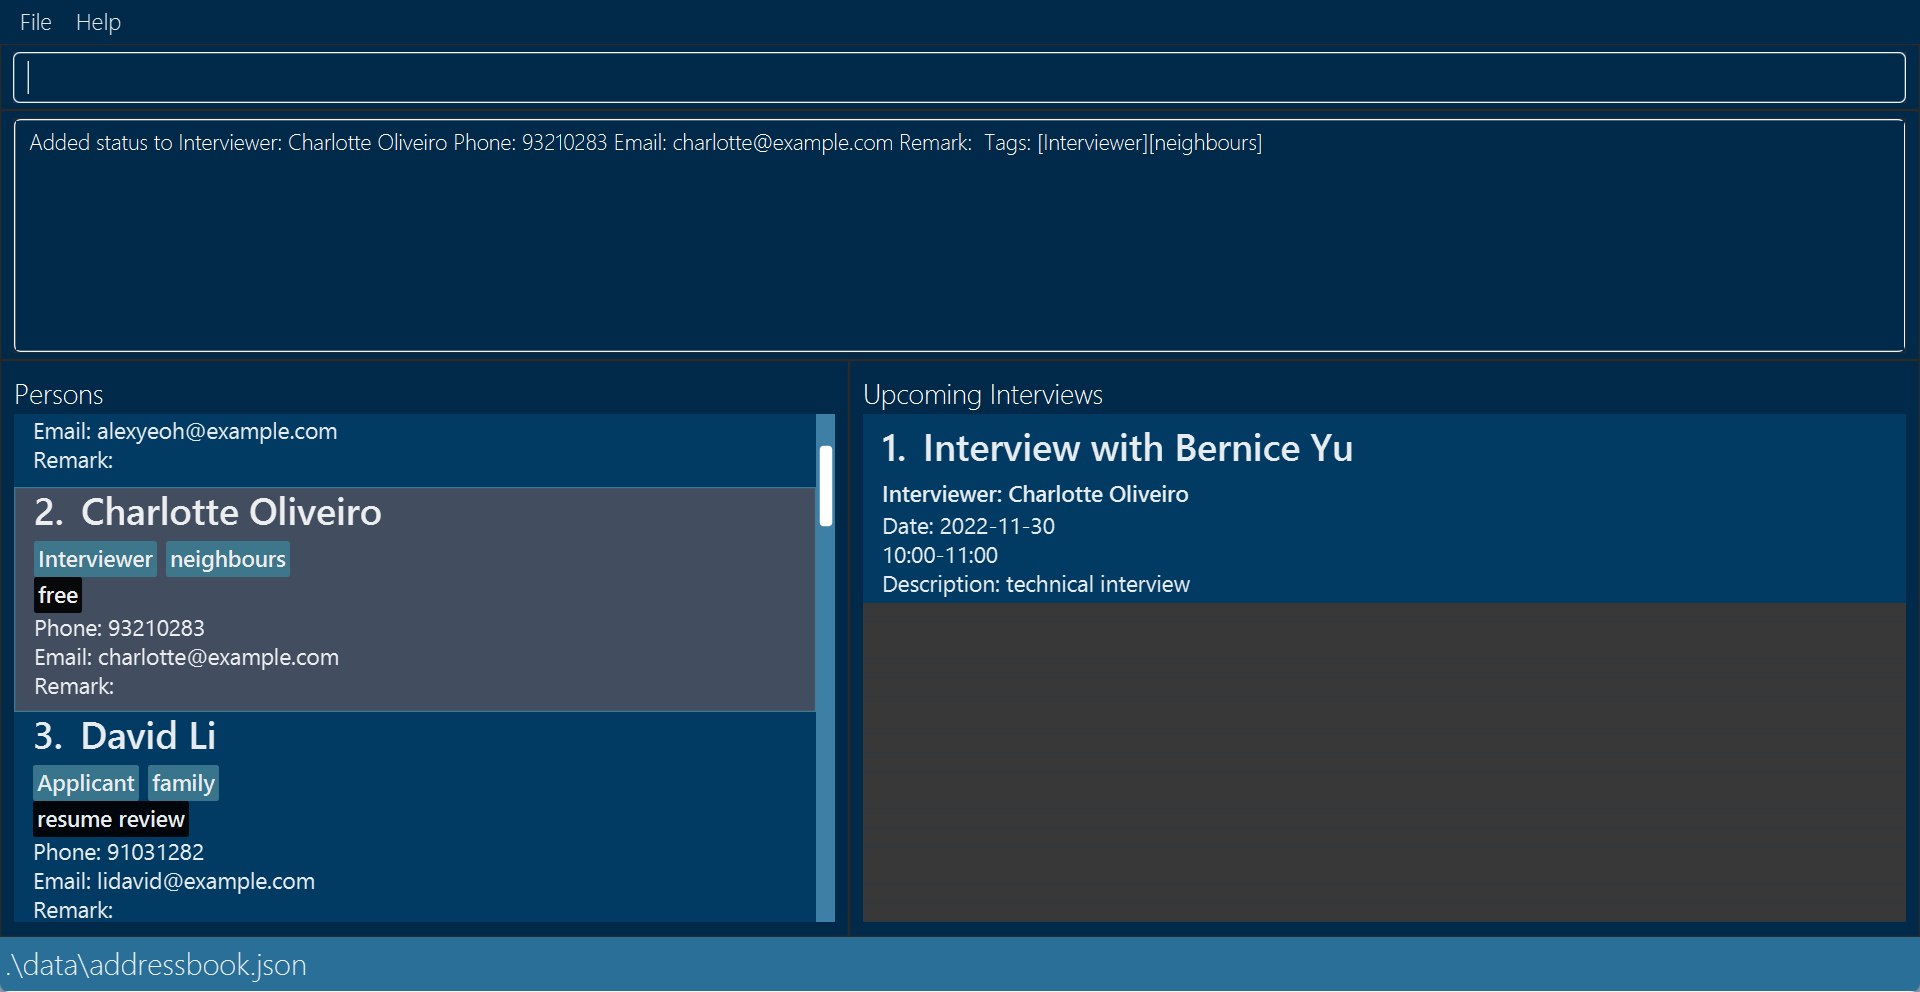 File Help
Added status to Interviewer: Charlotte Oliveiro Phone: 93210283 Email: charlotte@example.com Remark:  Tags: [Interviewer][neighbours]
Persons
Email: alexyeoh@example.com
Remark:
2. Charlotte Oliveiro
Interviewer neighbours
free
Phone: 93210283
Email: charlotte@example.com
Remark:
3. David Li
Applicant family
resume review
Phone: 91031282
Email: lidavid@example.com
Remark:
Upcoming Interviews
1. Interview with Bernice Yu
Interviewer: Charlotte Oliveiro
Date: 2022-11-30
10:00-11:00
Description: technical interview
.\data\addressbook.json